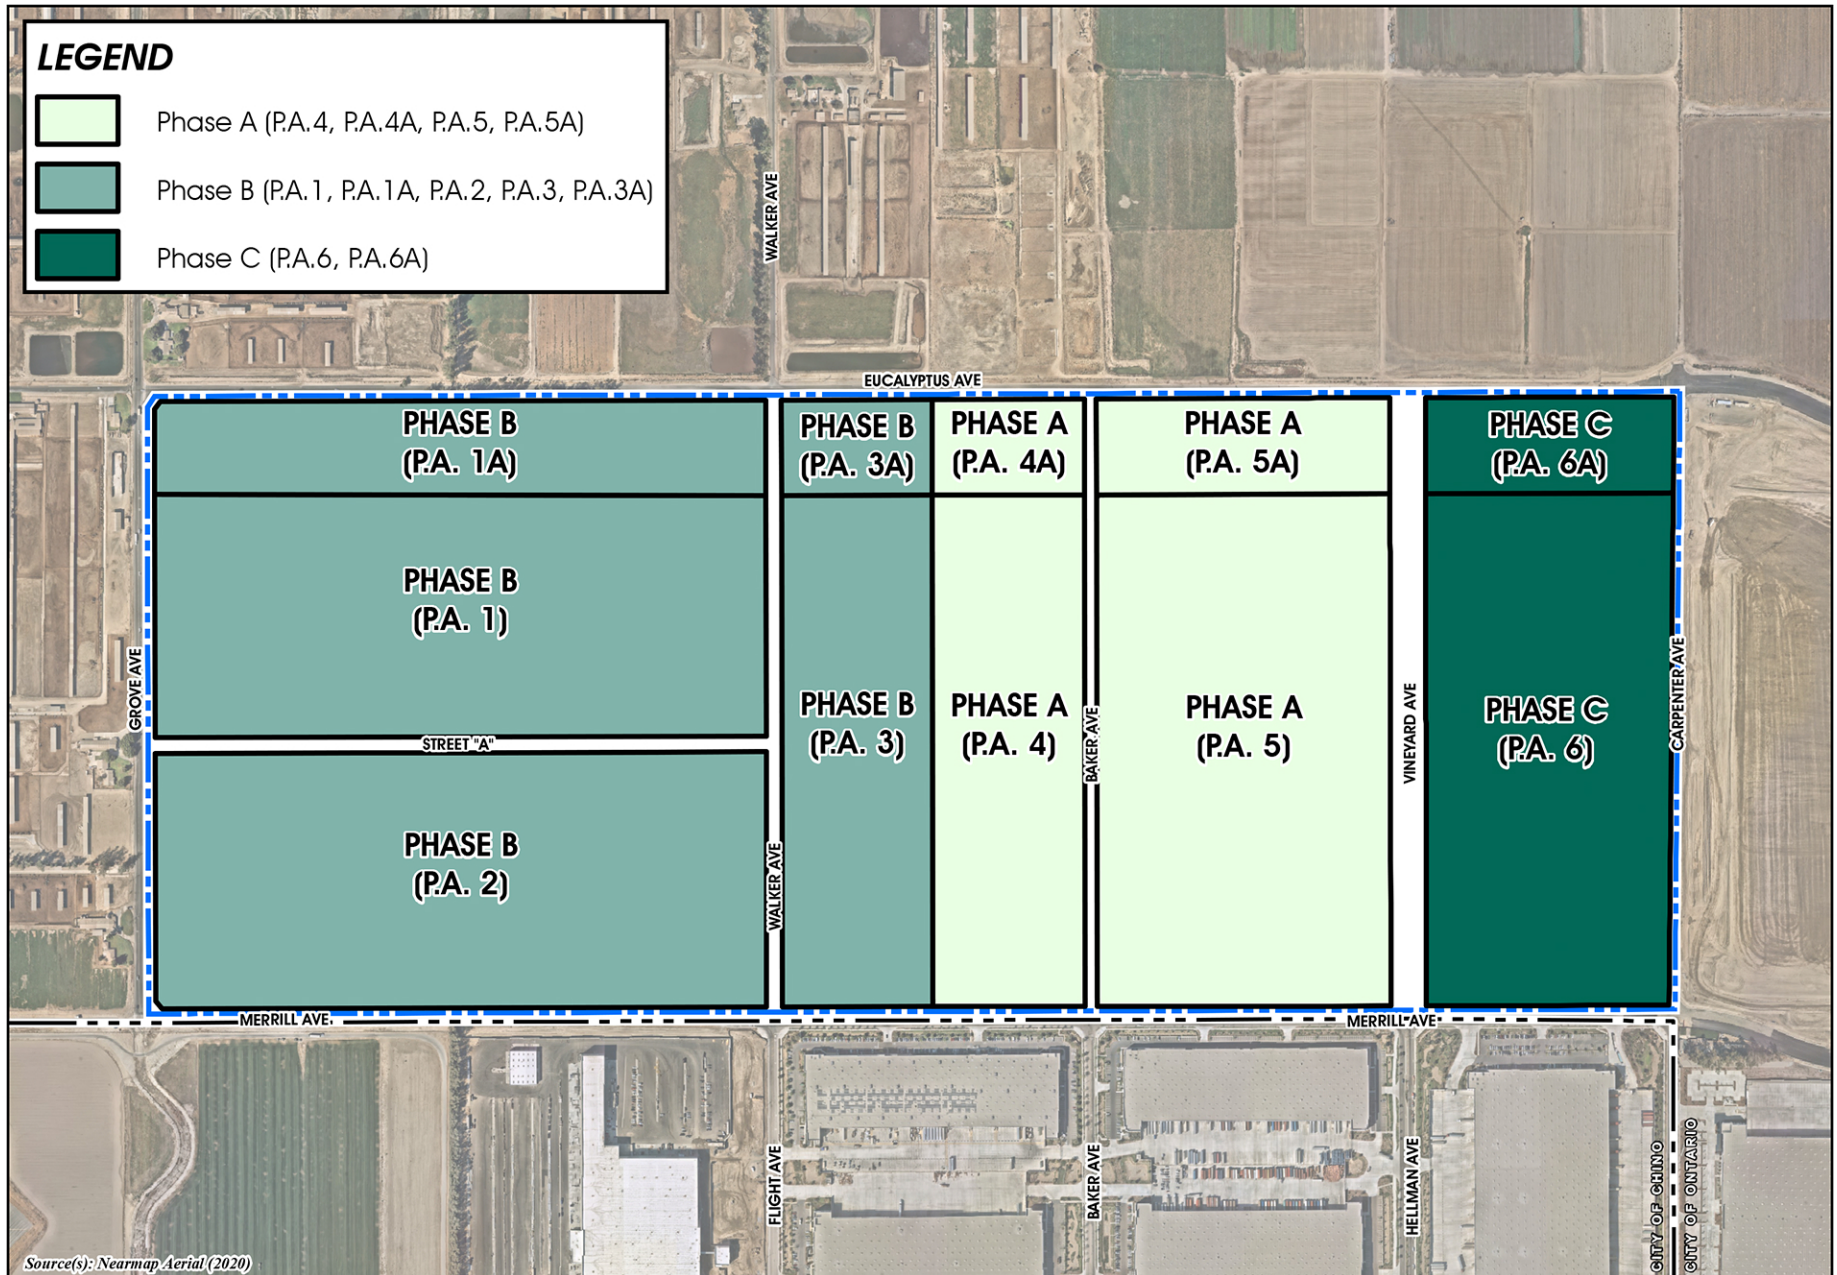 LEGEND
Phase A (P.A.4, P.A.4A, P.A.5, P.A.5A)
Phase B (P.A.1, P.A.1A, P.A.2, P.A.3, P.A.3A)
Phase C (P.A.6, P.A.6A)
WALKER AVE
EUCALYPTUS AVE
PHASE B
(P.A. 1A)
PHASE B
(P.A. 3A)
PHASE A
(P.A. 4A)
PHASE A
(P.A. 5A)
PHASE C
(P.A. 6A)
PHASE B
(P.A. 1)
GROVE AVE
STREET "A"
PHASE B
(P.A. 3)
PHASE A
(P.A. 4)
BAKER AVE
PHASE A
(P.A. 5)
VINEYARD AVE
PHASE C
(P.A. 6)
CARPENTER AVE
PHASE B
(P.A. 2)
WALKER AVE
MERRILL AVE
MERRILL AVE
FLIGHT AVE
BAKER AVE
HELLMAN AVE
CITY OF CHINO
CITY OF ONTARIO
Source(s): Nearmap Aerial (2020)